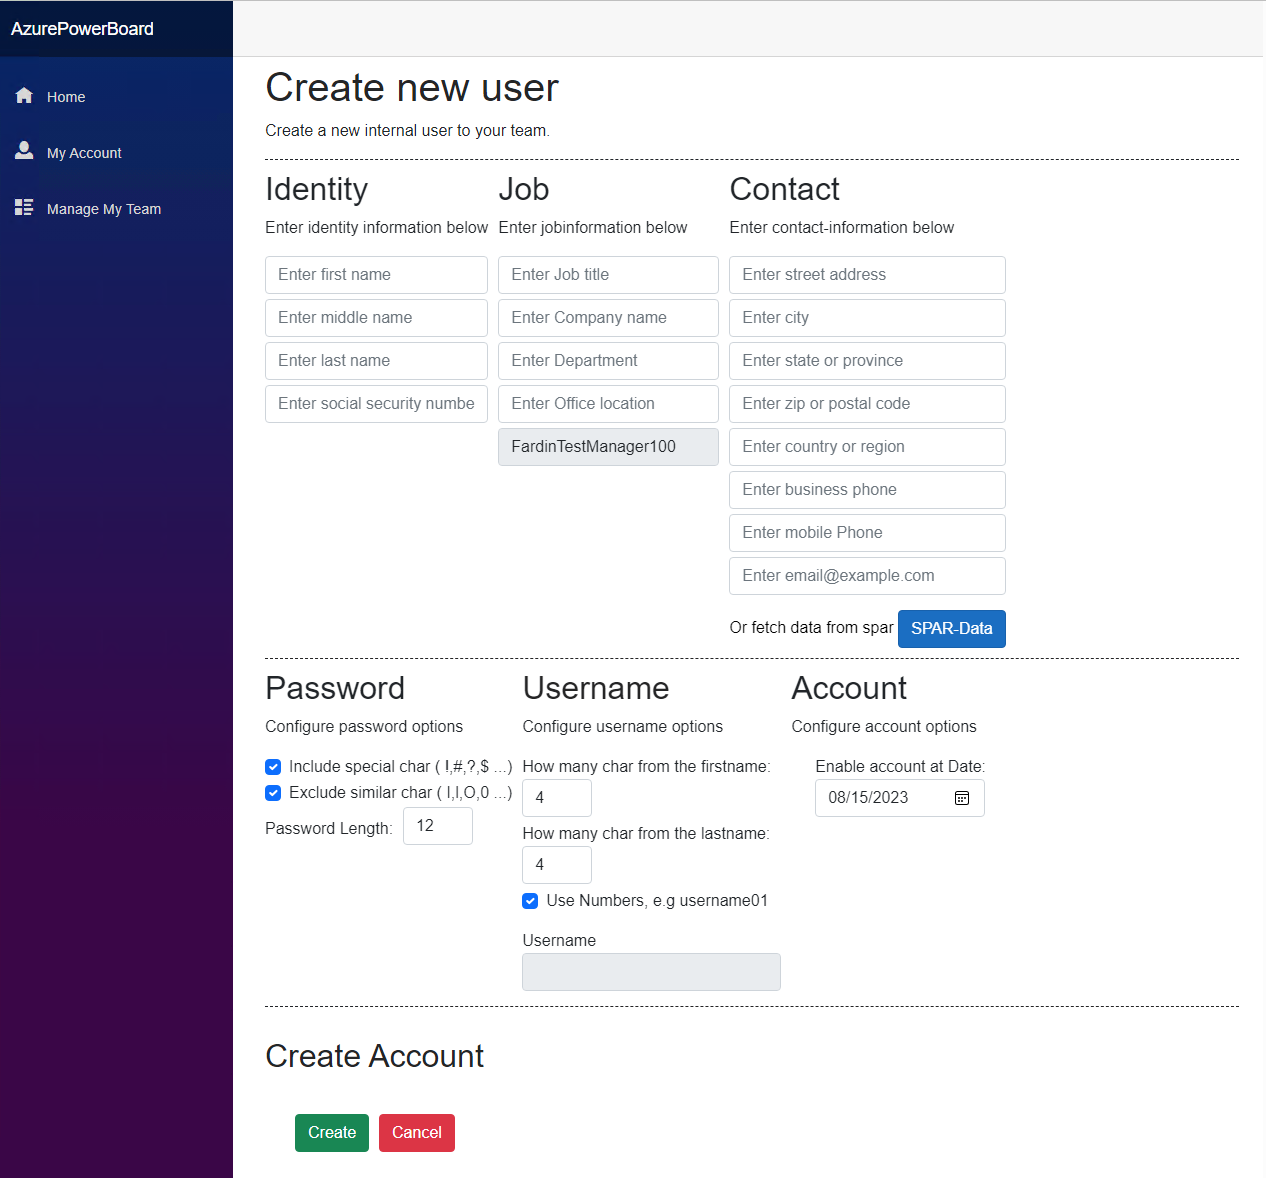 AzurePowerBoard
Home
My Account
Manage My Team
Create new user
Create a new internal user to your team.
Identity
Enter identity information below
Enter first name
Enter middle name
Enter last name
Enter social security numbe
Job
Enter jobinformation below
Enter Job title
Enter Company name
Enter Department
Enter Office location
FardinTestManager100
Contact
Enter contact-information below
Enter street address
Enter city
Enter state or province
Enter zip or postal code
Enter country or region
Enter business phone
Enter mobile Phone
Enter email@example.com
Or fetch data from spar SPAR-Data
Password
Configure password options
Include special char ( !,#,?,$ ...)
Exclude similar char ( I,l,O,0 ...)
Password Length: 12
Username
Configure username options
How many char from the firstname:
4
How many char from the lastname:
4
Use Numbers, e.g username01
Username
Account
Configure account options
Enable account at Date:
08/15/2023
Create Account
Create Cancel